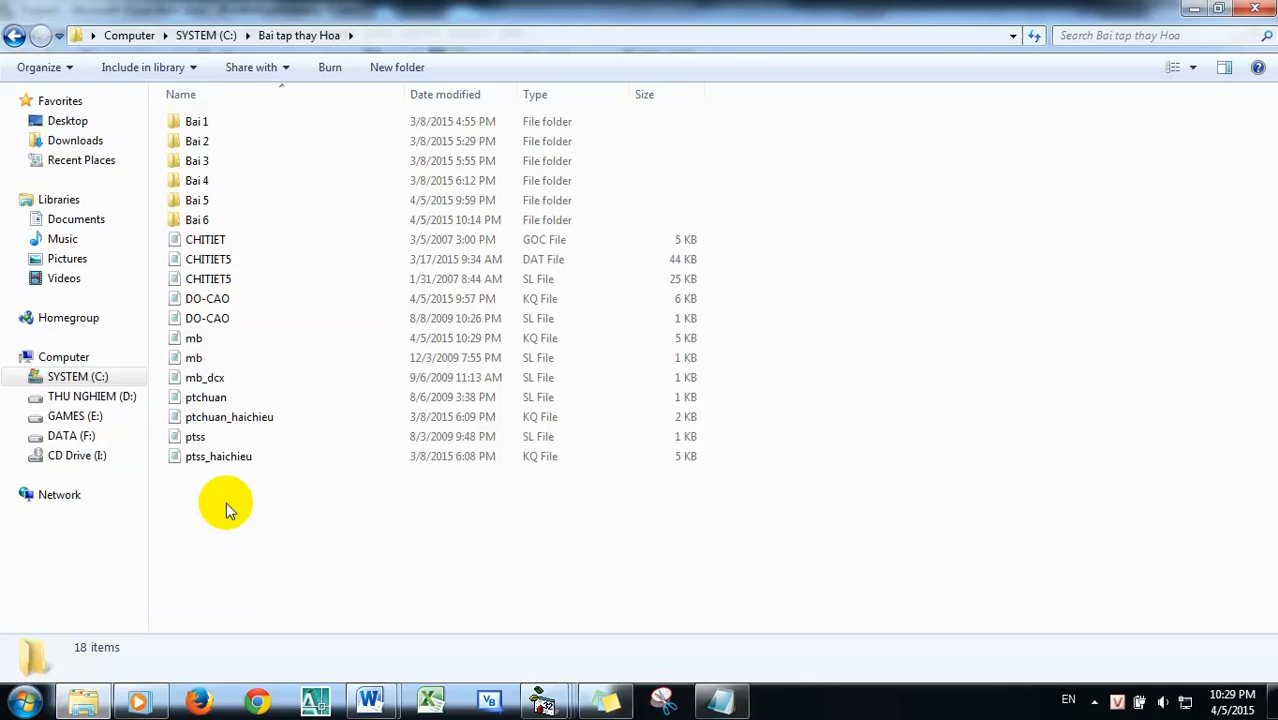 Computer SYSTEM (C:) Bai tap thay Hoa
Search Bai tap thay Hoa
Organize Include in library Share with Burn New folder
Name Date modified Type Size
Favorites
Desktop
Downloads
Recent Places
Libraries
Documents
Music
Pictures
Videos
Homegroup
Computer
SYSTEM (C:)
THU NGHIEM (D:)
GAMES (E:)
DATA (F:)
CD Drive (I:)
Network
Bai 1 3/8/2015 4:55 PM File folder
Bai 2 3/8/2015 5:29 PM File folder
Bai 3 3/8/2015 5:55 PM File folder
Bai 4 3/8/2015 6:12 PM File folder
Bai 5 4/5/2015 9:59 PM File folder
Bai 6 4/5/2015 10:14 PM File folder
CHITIET 3/5/2007 3:00 PM GOC File 5 KB
CHITIET5 3/17/2015 9:34 AM DAT File 44 KB
CHITIET5 1/31/2007 8:44 AM SL File 25 KB
DO-CAO 4/5/2015 9:57 PM KQ File 6 KB
DO-CAO 8/8/2009 10:26 PM SL File 1 KB
mb 4/5/2015 10:29 PM KQ File 5 KB
mb 12/3/2009 7:55 PM SL File 1 KB
mb_dcx 9/6/2009 11:13 AM SL File 1 KB
ptchuan 8/6/2009 3:38 PM SL File 1 KB
ptchuan_haichieu 3/8/2015 6:09 PM KQ File 2 KB
ptss 8/3/2009 9:48 PM SL File 1 KB
ptss_haichieu 3/8/2015 6:08 PM KQ File 5 KB
18 items
EN
10:29 PM
4/5/2015